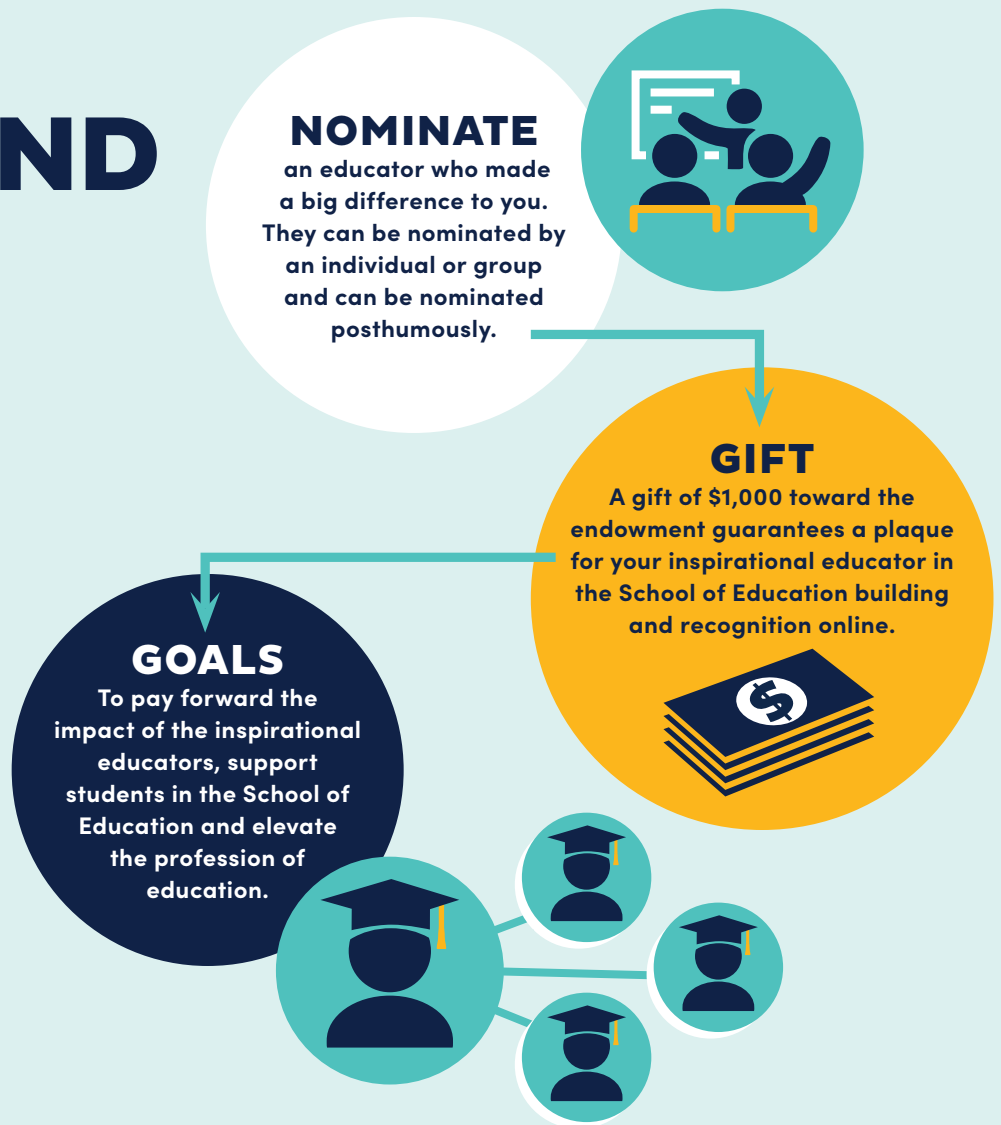 ND
NOMINATE
an educator who made
a big difference to you.
They can be nominated by
an individual or group
and can be nominated
posthumously.
GIFT
A gift of $1,000 toward the
endowment guarantees a plaque
for your inspirational educator in
the School of Education building
and recognition online.
$
GOALS
To pay forward the
impact of the inspirational
educators, support
students in the School of
Education and elevate
the profession of
education.